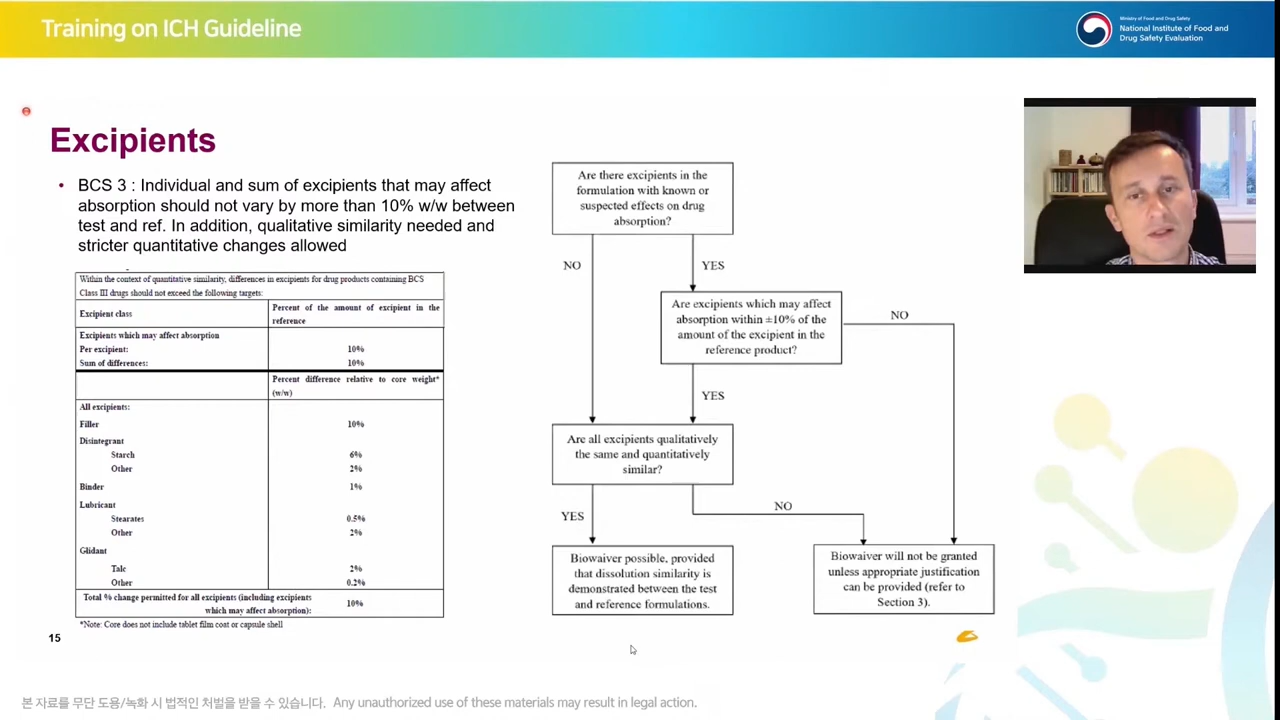 Training on ICH Guideline
Ministry of Food and Drug Safety
National Institute of Food and
Drug Safety Evaluation
Excipients
• BCS 3 : Individual and sum of excipients that may affect
absorption should not vary by more than 10% w/w between
test and ref. In addition, qualitative similarity needed and
stricter quantitative changes allowed
Within the context of quantitative similarity, differences in excipients for drug products containing BCS
Class III drugs should not exceed the following targets:
Excipient class
Percent of the amount of excipient in the
reference
Excipients which may affect absorption
Per excipient: 10%
Sum of differences: 10%
Percent difference relative to core weight*
(w/w)
All excipients:
Filler 10%
Disintegrant
Starch 6%
Other 2%
Binder 1%
Lubricant
Stearates 0.5%
Other 2%
Glidant
Talc 2%
Other 0.2%
Total % change permitted for all excipients (including excipients
which may affect absorption): 10%
*Note: Core does not include tablet film coat or capsule shell
Are there excipients in the
formulation with known or
suspected effects on drug
absorption?
NO
YES
Are excipients which may affect
absorption within ±10% of the
amount of the excipient in the
reference product?
NO
YES
Are all excipients qualitatively
the same and quantitatively
similar?
YES
NO
Biowaiver possible, provided
that dissolution similarity is
demonstrated between the test
and reference formulations.
Biowaiver will not be granted
unless appropriate justification
can be provided (refer to
Section 3).
15
본 자료를 무단 도용/녹화 시 법적인 처벌을 받을 수 있습니다. Any unauthorized use of these materials may result in legal action.